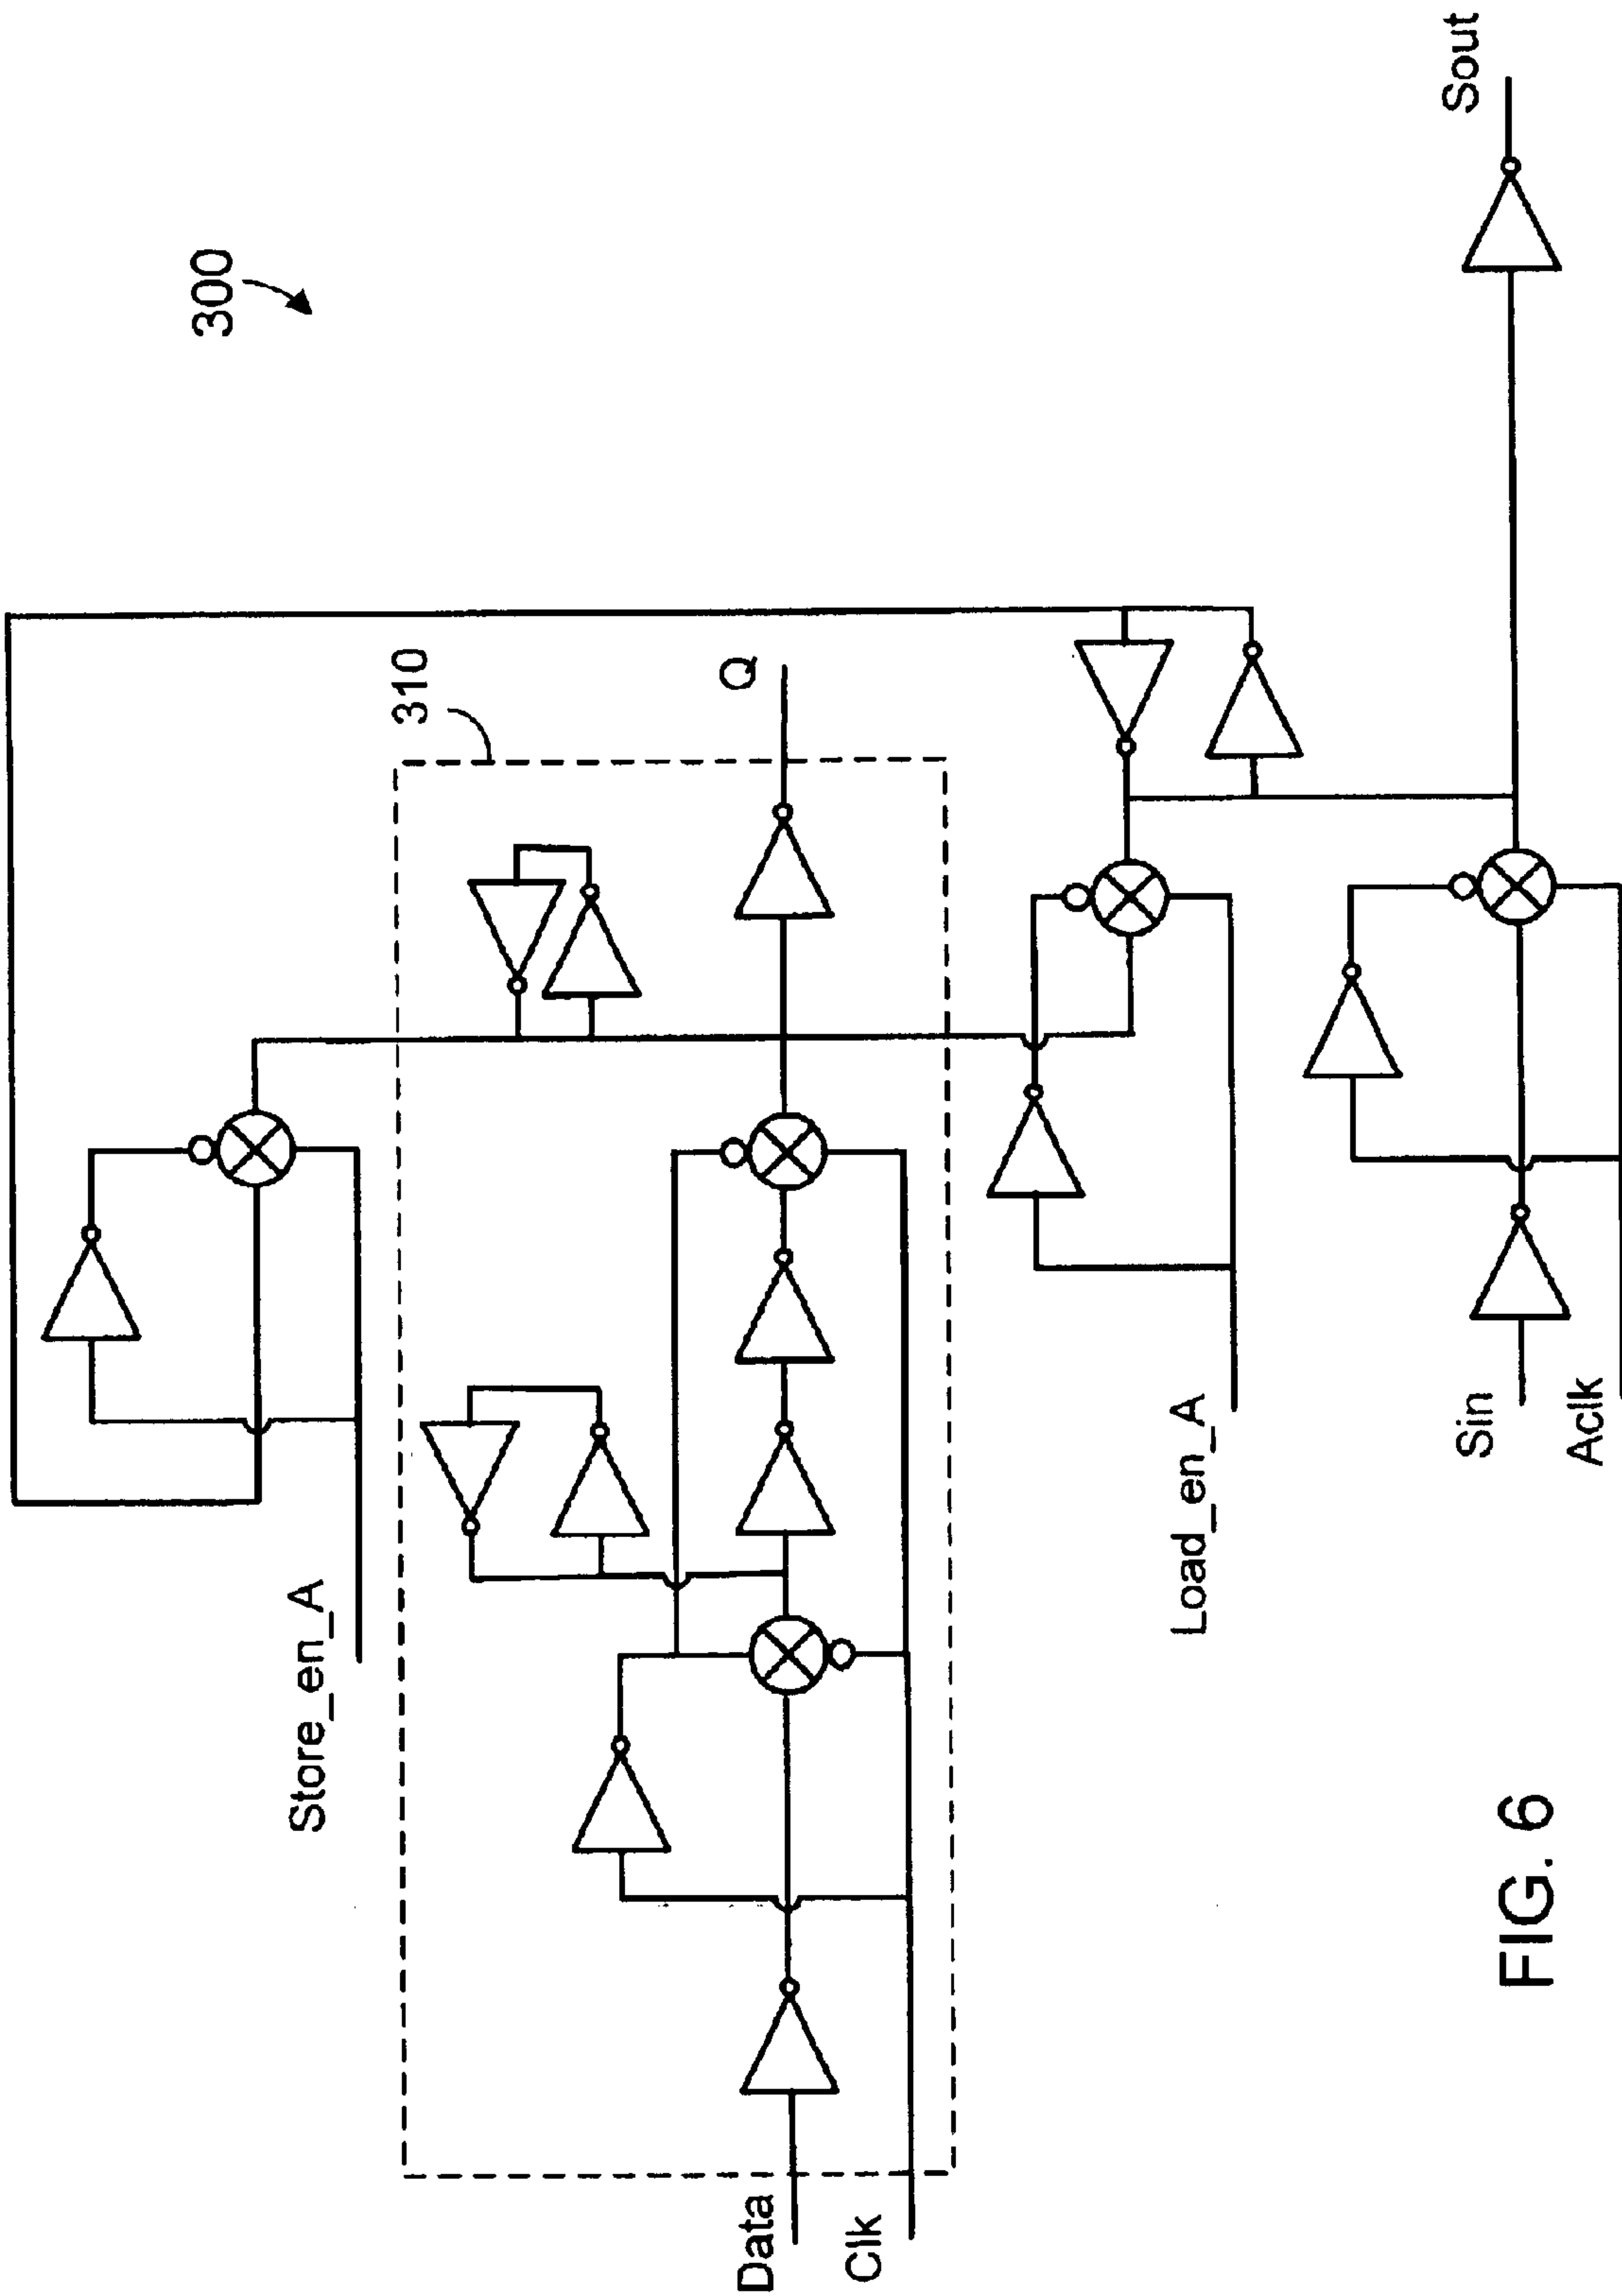 300
Store_en_A
310
Data
Q
Clk
Load_en_A
Sin
Sout
Aclk
FIG. 6